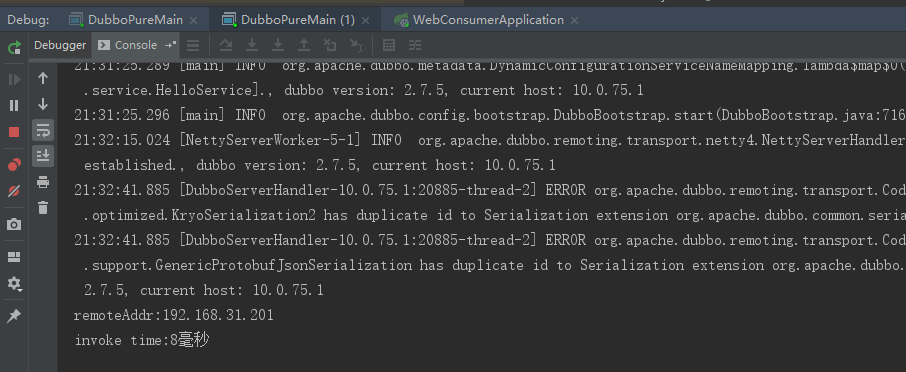 Debug: DubboPureMain × DubboPureMain (1) × WebConsumerApplication ×
Debugger Console
21:31:25.289 [main] INFO org.apache.dubbo.metadata.DynamicConfigurationServiceNameMapping.lambda$map$0(
.service.HelloService]., dubbo version: 2.7.5, current host: 10.0.75.1
21:31:25.296 [main] INFO org.apache.dubbo.config.bootstrap.DubboBootstrap.start(DubboBootstrap.java:716
21:32:15.024 [NettyServerWorker-5-1] INFO org.apache.dubbo.remoting.transport.netty4.NettyServerHandler
established., dubbo version: 2.7.5, current host: 10.0.75.1
21:32:41.885 [DubboServerHandler-10.0.75.1:20885-thread-2] ERROR org.apache.dubbo.remoting.transport.Cod
.optimized.KryoSerialization2 has duplicate id to Serialization extension org.apache.dubbo.common.seria
21:32:41.885 [DubboServerHandler-10.0.75.1:20885-thread-2] ERROR org.apache.dubbo.remoting.transport.Cod
.support.GenericProtobufJsonSerialization has duplicate id to Serialization extension org.apache.dubbo.
2.7.5, current host: 10.0.75.1
remoteAddr:192.168.31.201
invoke time:8毫秒